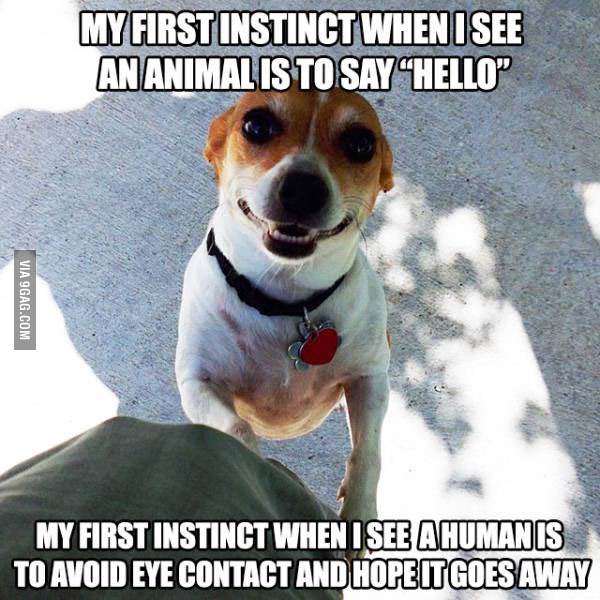 MY FIRST INSTINCT WHEN I SEE
AN ANIMAL IS TO SAY “HELLO”
VIA 9GAG.COM
MY FIRST INSTINCT WHEN I SEE A HUMAN IS
TO AVOID EYE CONTACT AND HOPE IT GOES AWAY